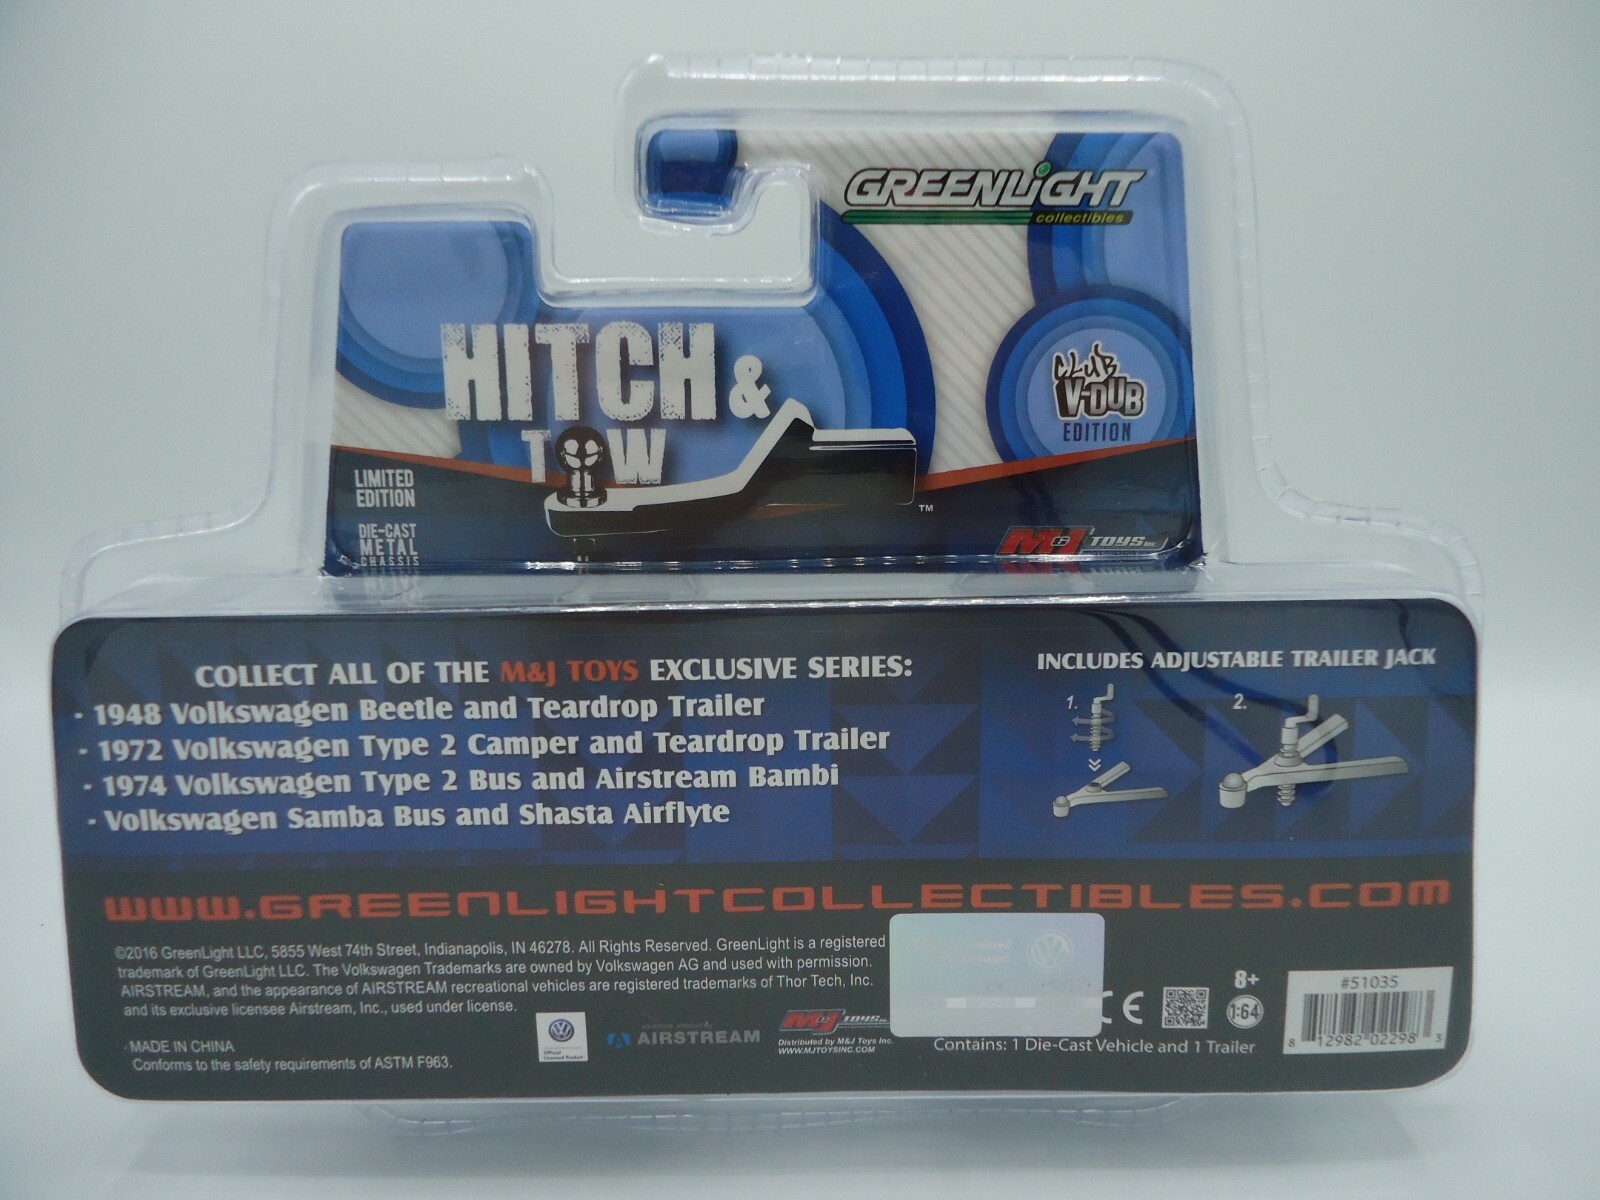 GREENLIGHT
collectibles
HITCH &
TOW
™
CLUB
V-DUB
EDITION
LIMITED
EDITION
DIE-CAST
METAL
CHASSIS
M&J TOYS INC.
COLLECT ALL OF THE M&J TOYS EXCLUSIVE SERIES:
· 1948 Volkswagen Beetle and Teardrop Trailer
· 1972 Volkswagen Type 2 Camper and Teardrop Trailer
· 1974 Volkswagen Type 2 Bus and Airstream Bambi
· Volkswagen Samba Bus and Shasta Airflyte
INCLUDES ADJUSTABLE TRAILER JACK
1.
2.
WWW.GREENLIGHTCOLLECTIBLES.COM
©2016 GreenLight LLC, 5855 West 74th Street, Indianapolis, IN 46278. All Rights Reserved. GreenLight is a registered
trademark of GreenLight LLC. The Volkswagen Trademarks are owned by Volkswagen AG and used with permission.
AIRSTREAM, and the appearance of AIRSTREAM recreational vehicles are registered trademarks of Thor Tech, Inc.
and its exclusive licensee Airstream, Inc., used under license.
· MADE IN CHINA
Conforms to the safety requirements of ASTM F963.
Official
Licensed Product
AIRSTREAM
M&J TOYS INC.
Distributed by M&J Toys Inc.
WWW.MJTOYSINC.COM
CE
8+
1:64
Contains: 1 Die-Cast Vehicle and 1 Trailer
#51035
8 12982 02298 3